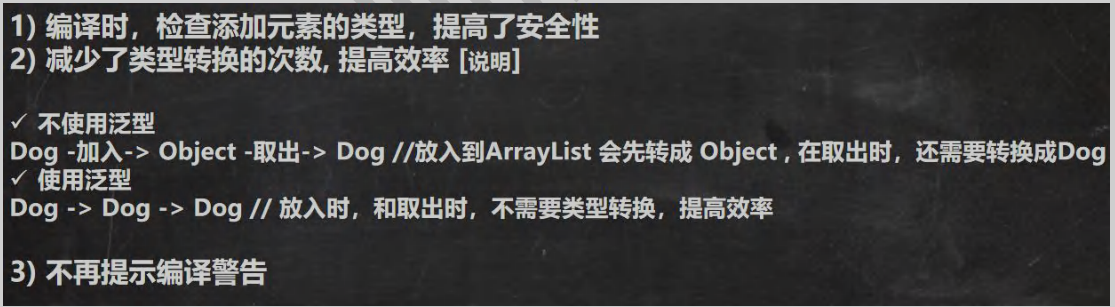 1) 编译时，检查添加元素的类型，提高了安全性
2) 减少了类型转换的次数, 提高效率 [说明]
✓ 不使用泛型
Dog -加入-> Object -取出-> Dog //放入到ArrayList 会先转成 Object , 在取出时，还需要转换成Dog
✓ 使用泛型
Dog -> Dog -> Dog // 放入时，和取出时，不需要类型转换，提高效率
3) 不再提示编译警告